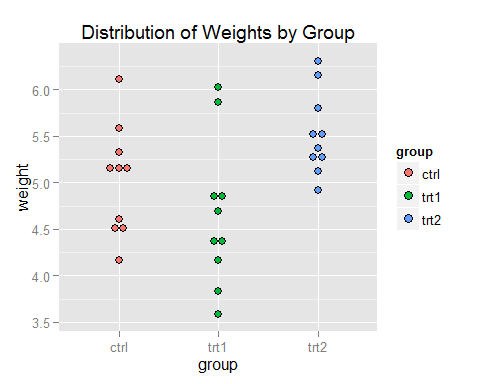 Distribution of Weights by Group
weight
6.0
5.5
5.0
4.5
4.0
3.5
ctrl trt1 trt2
group
group
ctrl
trt1
trt2